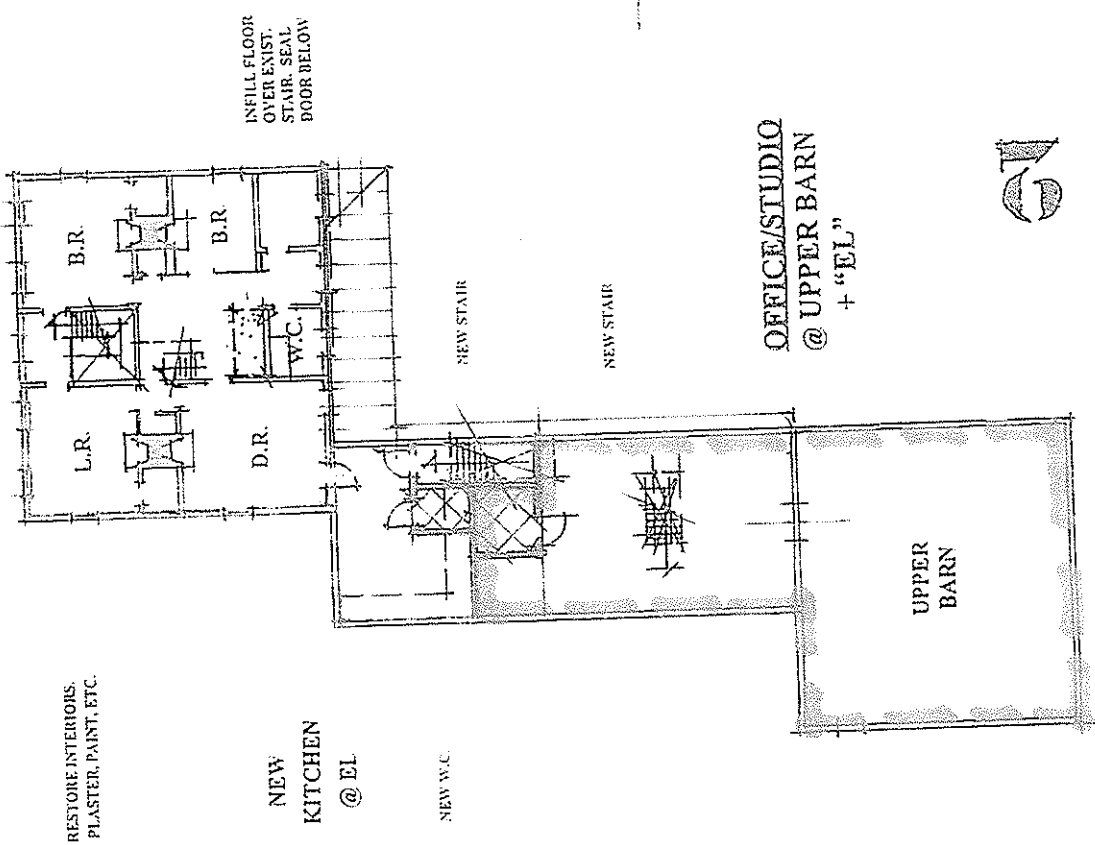 INFILL FLOOR
OVER EXIST.
STAIR. SEAL
DOOR BELOW
B.R.
B.R.
L.R.
W.C.
D.R.
NEW STAIR
NEW STAIR
RESTORE INTERIORS.
PLASTER, PAINT, ETC.
NEW
KITCHEN
@ EL
NEW W.C.
OFFICE/STUDIO
@ UPPER BARN
+ "EL"
UPPER
BARN